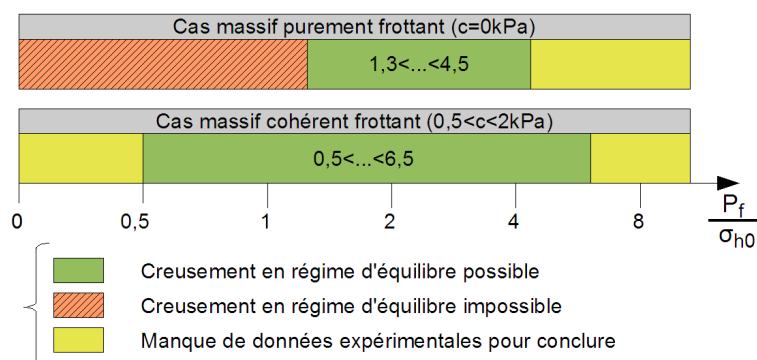 Cas massif purement frottant (c=0kPa)
1,3<...<4,5
Cas massif cohérent frottant (0,5<c<2kPa)
0,5<...<6,5
0 0,5 1 2 4 8
Pf
σh0
Creusement en régime d'équilibre possible
Creusement en régime d'équilibre impossible
Manque de données expérimentales pour conclure